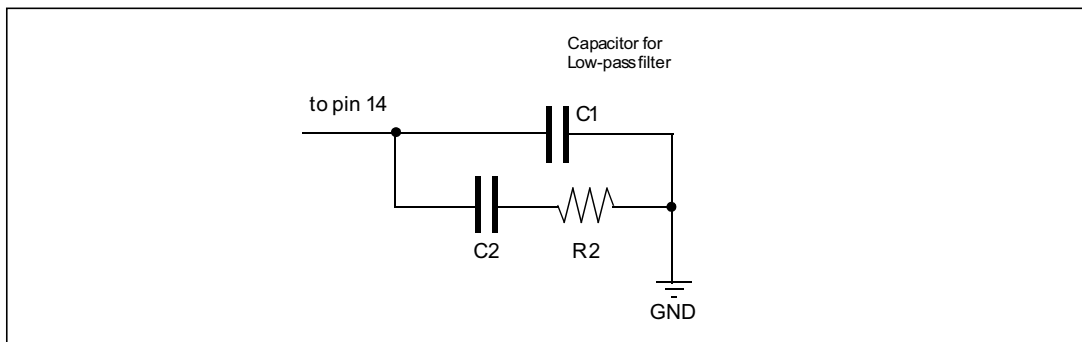 Capacitor for
Low-pass filter
to pin 14
C1
C2
R2
GND